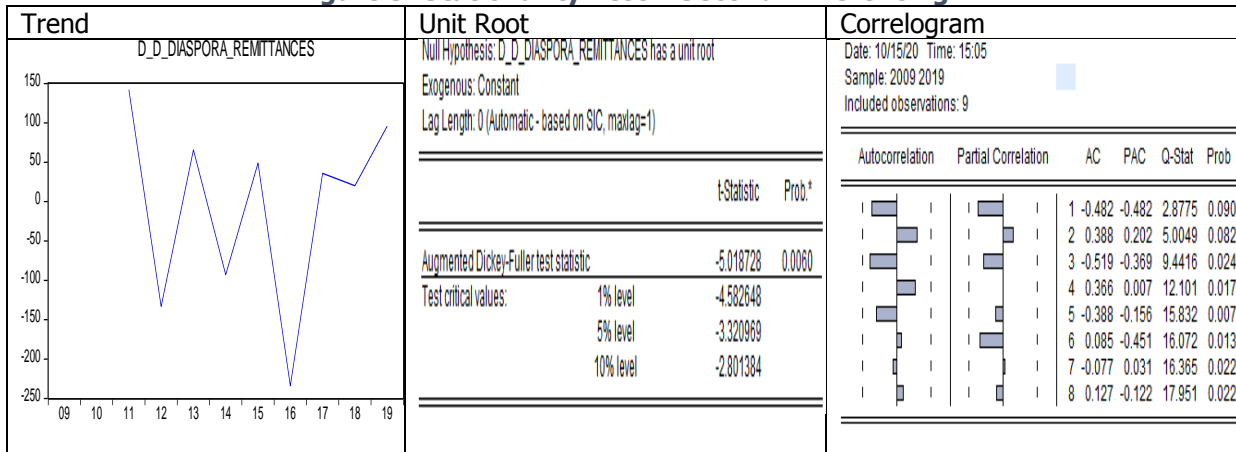 Trend
D_D_DIASPORA_REMITTANCES
150
100
50
0
-50
-100
-150
-200
-250
09 10 11 12 13 14 15 16 17 18 19
Unit Root
Null Hypothesis: D_D_DIASPORA_REMITTANCES has a unit root
Exogenous: Constant
Lag Length: 0 (Automatic - based on SIC, maxlag=1)
t-Statistic Prob.*
Augmented Dickey-Fuller test statistic -5.018728 0.0060
Test critical values: 1% level -4.582648
5% level -3.320969
10% level -2.801384
Correlogram
Date: 10/15/20 Time: 15:05
Sample: 2009 2019
Included observations: 9
Autocorrelation Partial Correlation AC PAC Q-Stat Prob
1 -0.482 -0.482 2.8775 0.090
2 0.388 0.202 5.0049 0.082
3 -0.519 -0.369 9.4416 0.024
4 0.366 0.007 12.101 0.017
5 -0.388 -0.156 15.832 0.007
6 0.085 -0.451 16.072 0.013
7 -0.077 0.031 16.365 0.022
8 0.127 -0.122 17.951 0.022